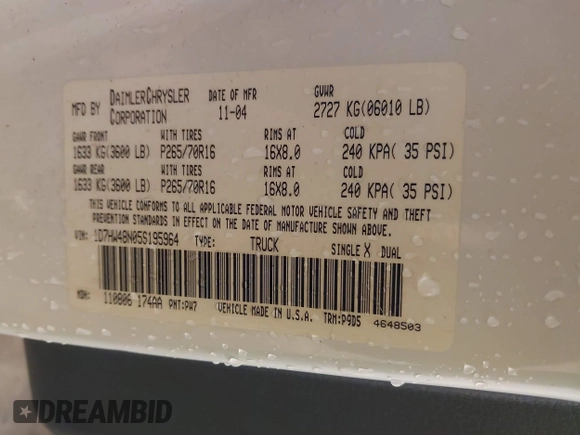 MFD BY DAIMLERCHRYSLER CORPORATION DATE OF MFR 11-04 GVWR 2727 KG(06010 LB)
GAWR FRONT WITH TIRES RIMS AT COLD
1633 KG(3600 LB) P265/70R16 16X8.0 240 KPA( 35 PSI)
GAWR REAR WITH TIRES RIMS AT COLD
1633 KG(3600 LB) P265/70R16 16X8.0 240 KPA( 35 PSI)
THIS VEHICLE CONFORMS TO ALL APPLICABLE FEDERAL MOTOR VEHICLE SAFETY AND THEFT
PREVENTION STANDARDS IN EFFECT ON THE DATE OF MANUFACTURE SHOWN ABOVE.
VIN: 1D7HW48N05S195964 TYPE: TRUCK SINGLE X DUAL
MDH: 110806 174AA PNT:PW7 VEHICLE MADE IN U.S.A. TRM:P9D5 4648503
DREAMBID